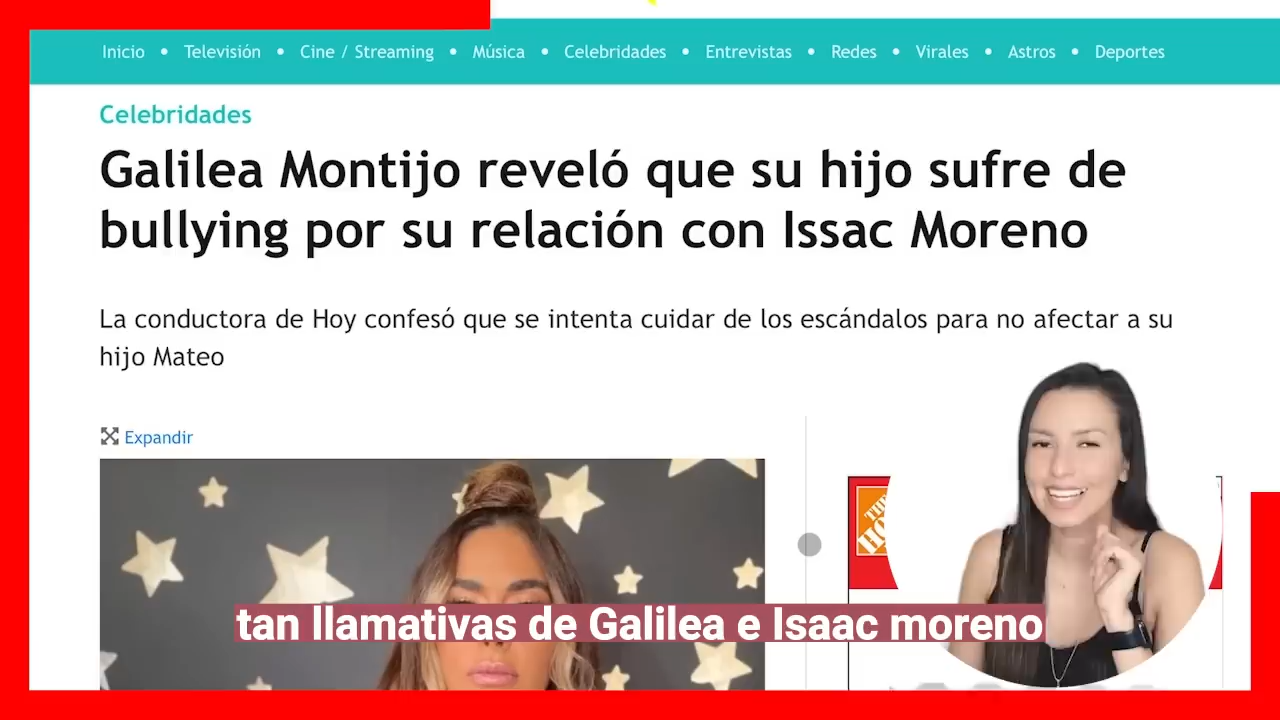 Inicio • Televisión • Cine / Streaming • Música • Celebridades • Entrevistas • Redes • Virales • Astros • Deportes
Celebridades
Galilea Montijo reveló que su hijo sufre de
bullying por su relación con Issac Moreno
La conductora de Hoy confesó que se intenta cuidar de los escándalos para no afectar a su
hijo Mateo
Expandir
tan llamativas de Galilea e Isaac moreno